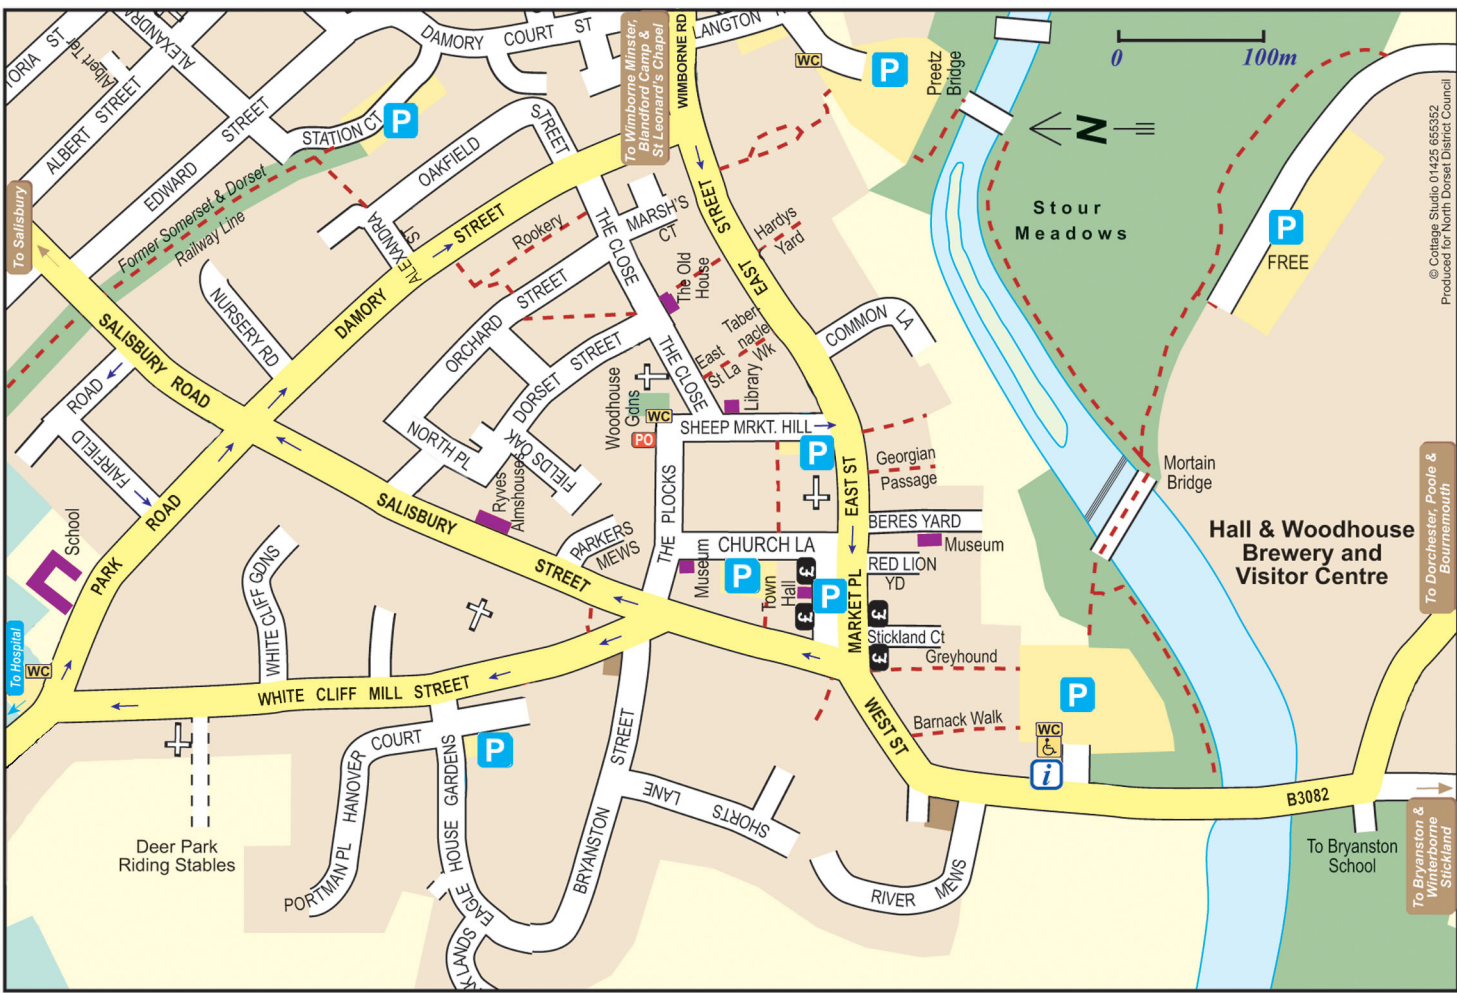 TORIA ST
Albert Ter
ALEXANDRA
ALBERT STREET
EDWARD STREET
STATION CT
P
DAMORY COURT ST
OAKFIELD STREET
To Wimborne Minster,
Blandford Camp &
St Leonard's Chapel
WIMBORNE RD
LANGTON
WC
P
Preetz
Bridge
0
100m
N
© Cottage Studio 01425 655352
Produced for North Dorset District Council
To Salisbury
Former Somerset & Dorset
Railway Line
ALEXANDRA ST
DAMORY STREET
Rookery
THE CLOSE
MARSH'S
CT
EAST STREET
Hardys
Yard
Stour
Meadows
P
FREE
NURSERY RD
SALISBURY ROAD
ORCHARD STREET
The Old
House
COMMON LA
DORSET STREET
THE CLOSE
East
St La
Taber-
nacle
Wk
Library
Woodhouse
Gdns
WC
PO
SHEEP MRKT. HILL
P
NORTH PL
FIELDS OAK
FAIRFIELD ROAD
PARK ROAD
School
Ryves
Almshouses
SALISBURY STREET
PARKERS
MEWS
THE PLOCKS
CHURCH LA
EAST ST
Georgian
Passage
BERES YARD
Museum
RED LION
YD
Museum
P
Town
Hall
£
£
P
MARKET PL
£
Stickland Ct
£
Greyhound
Mortain
Bridge
Hall & Woodhouse
Brewery and
Visitor Centre
To Dorchester, Poole &
Bournemouth
To Hospital
WC
WHITE CLIFF GDNS
WHITE CLIFF MILL STREET
WEST ST
Barnack Walk
P
WC
i
B3082
Deer Park
Riding Stables
HANOVER COURT
PORTMAN PL
EAGLE HOUSE GARDENS
P
BRYANSTON STREET
SHORTS LANE
RIVER MEWS
KLANDS
To Bryanston
School
To Bryanston &
Winterborne
Stickland